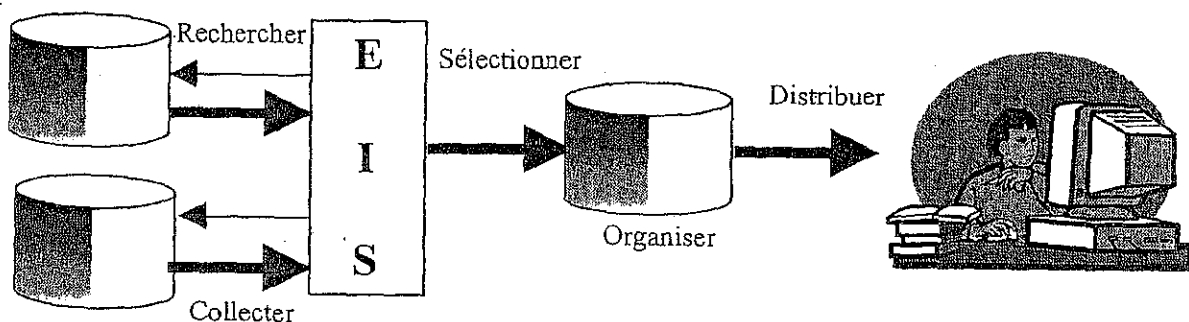 Rechercher
E
I
S
Sélectionner
Distribuer
Organiser
Collecter